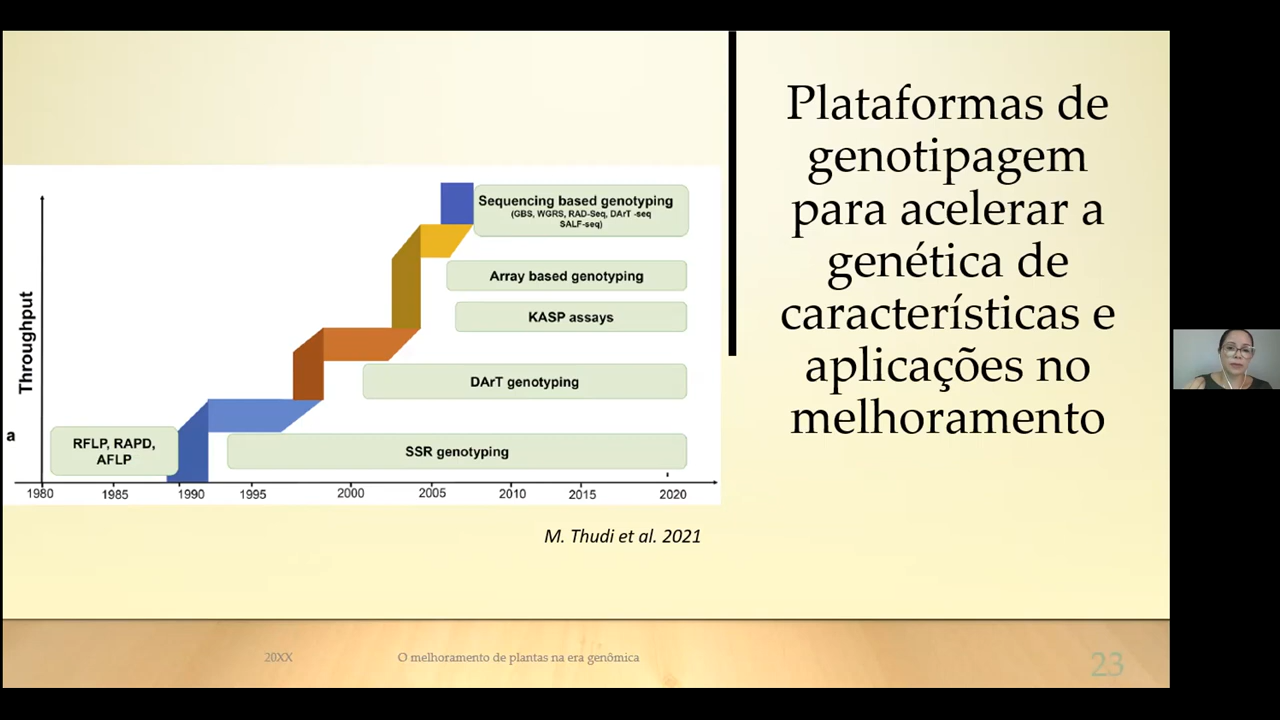 Plataformas de
genotipagem
para acelerar a
genética de
características e
aplicações no
melhoramento
Throughput
a
Sequencing based genotyping
(GBS, WGRS, RAD-Seq, DArT -seq
SALF-seq)
Array based genotyping
KASP assays
DArT genotyping
RFLP, RAPD,
AFLP
SSR genotyping
1980 1985 1990 1995 2000 2005 2010 2015 2020
M. Thudi et al. 2021
20XX O melhoramento de plantas na era genômica 23